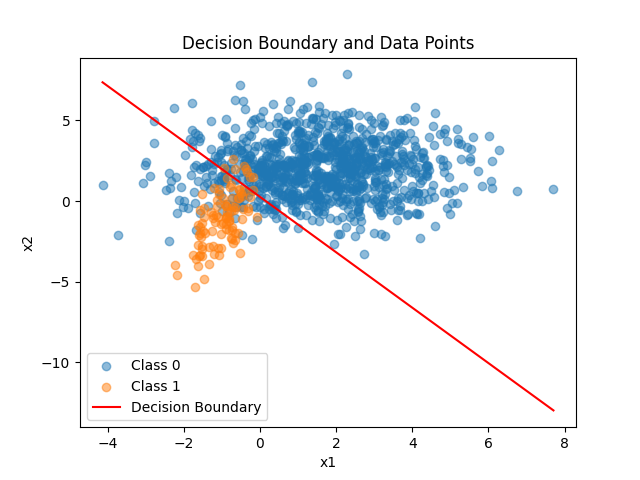 Decision Boundary and Data Points
5
0
−5
−10
x2
Class 0
Class 1
Decision Boundary
−4 −2 0 2 4 6 8
x1